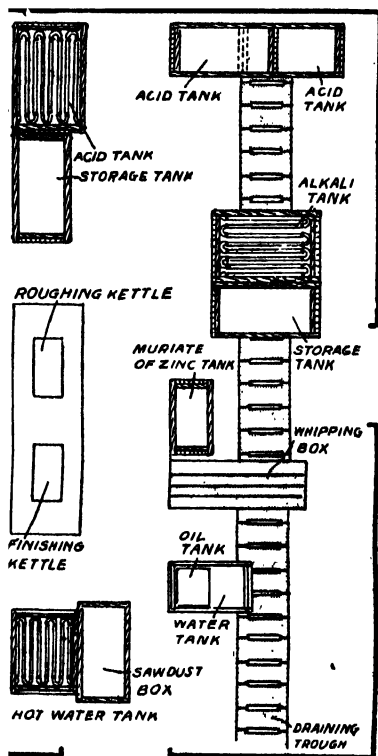 ACID TANK
ACID
TANK
ACID TANK
STORAGE TANK
ALKALI
TANK
ROUGHING KETTLE
MURIATE
OF ZINC TANK
STORAGE
TANK
WHIPPING
BOX
FINISHING
KETTLE
OIL
TANK
WATER
TANK
SAWDUST
BOX
HOT WATER TANK
DRAINING
TROUGH